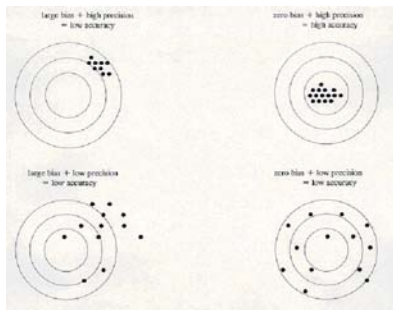 large bias + high precision
= low accuracy
zero bias + high precision
= high accuracy
large bias + low precision
= low accuracy
zero bias + low precision
= low accuracy